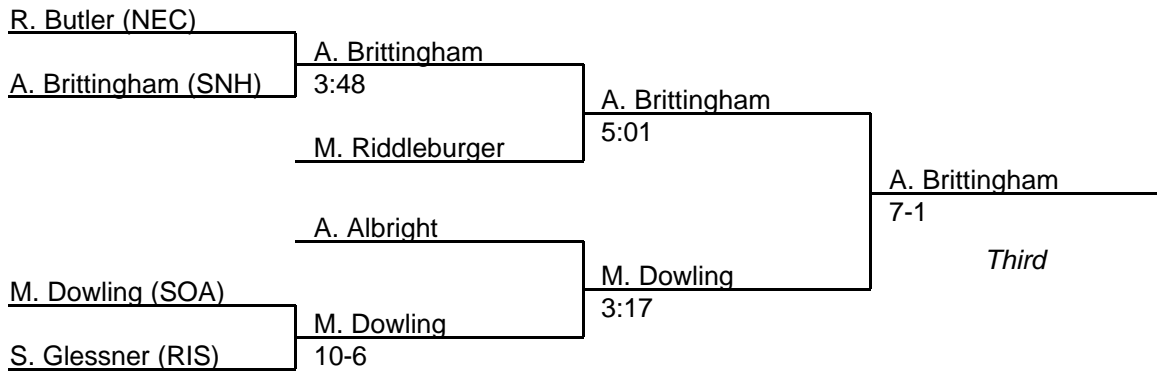 R. Butler (NEC)
A. Brittingham
A. Brittingham (SNH)
3:48
A. Brittingham
5:01
M. Riddleburger
A. Brittingham
7-1
A. Albright
Third
M. Dowling
M. Dowling (SOA)
3:17
M. Dowling
S. Glessner (RIS)
10-6